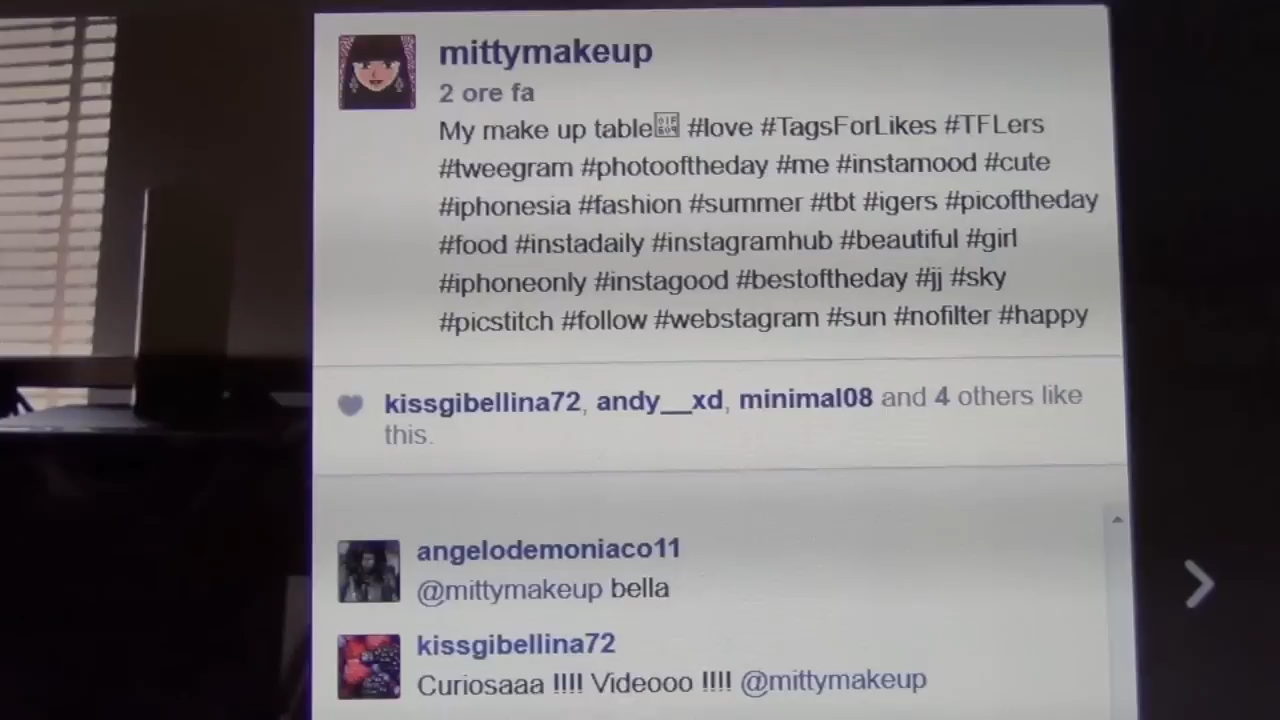 mittymakeup
2 ore fa
My make up table #love #TagsForLikes #TFLers
#tweegram #photooftheday #me #instamood #cute
#iphonesia #fashion #summer #tbt #igers #picoftheday
#food #instadaily #instagramhub #beautiful #girl
#iphoneonly #instagood #bestoftheday #jj #sky
#picstitch #follow #webstagram #sun #nofilter #happy
kissgibellina72, andy__xd, minimal08 and 4 others like
this.
angelodemoniaco11
@mittymakeup bella
kissgibellina72
Curiosaaa !!!! Videooo !!!! @mittymakeup